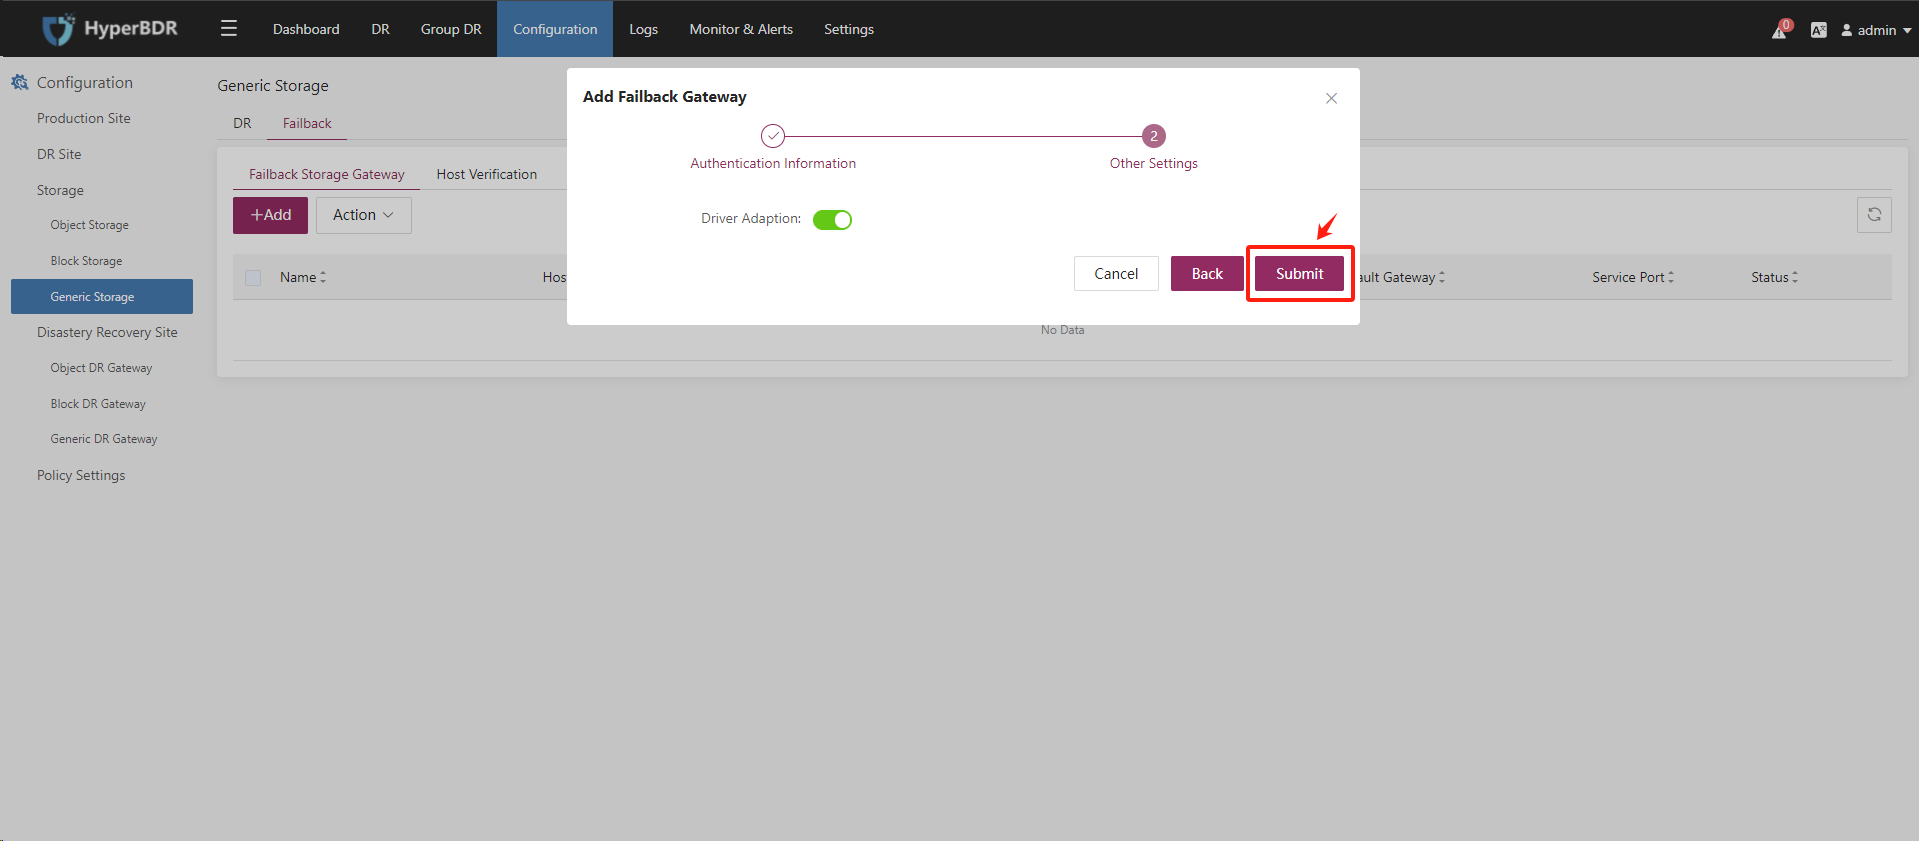 HyperBDR
Dashboard DR Group DR Configuration Logs Monitor & Alerts Settings
0 A admin
Configuration
Production Site
DR Site
Storage
Object Storage
Block Storage
Generic Storage
Disastery Recovery Site
Object DR Gateway
Block DR Gateway
Generic DR Gateway
Policy Settings
Generic Storage
DR Failback
Failback Storage Gateway Host Verification
+Add Action
Name Hos ault Gateway Service Port Status
No Data
Add Failback Gateway
2
Authentication Information Other Settings
Driver Adaption:
Cancel Back Submit